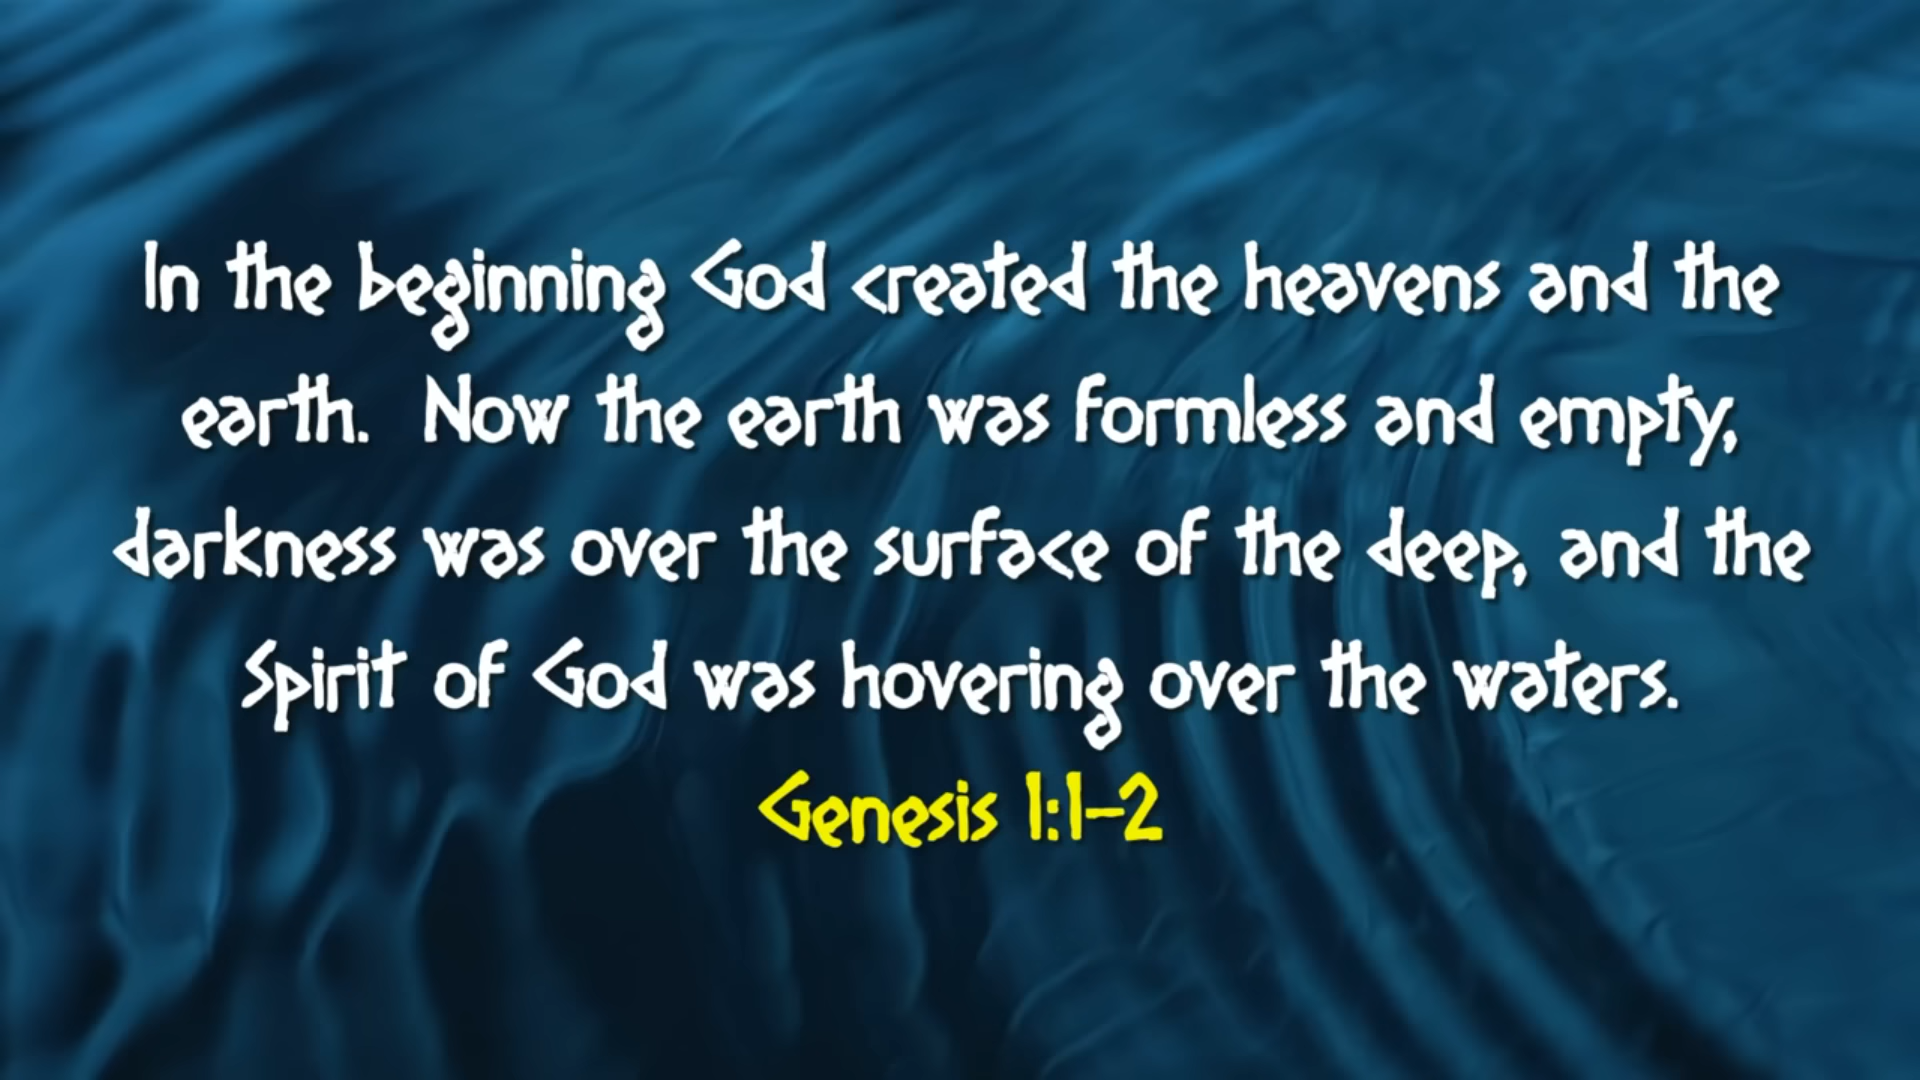 In the beginning God created the heavens and the
earth.  Now the earth was formless and empty,
darkness was over the surface of the deep, and the
Spirit of God was hovering over the waters.
Genesis 1:1-2